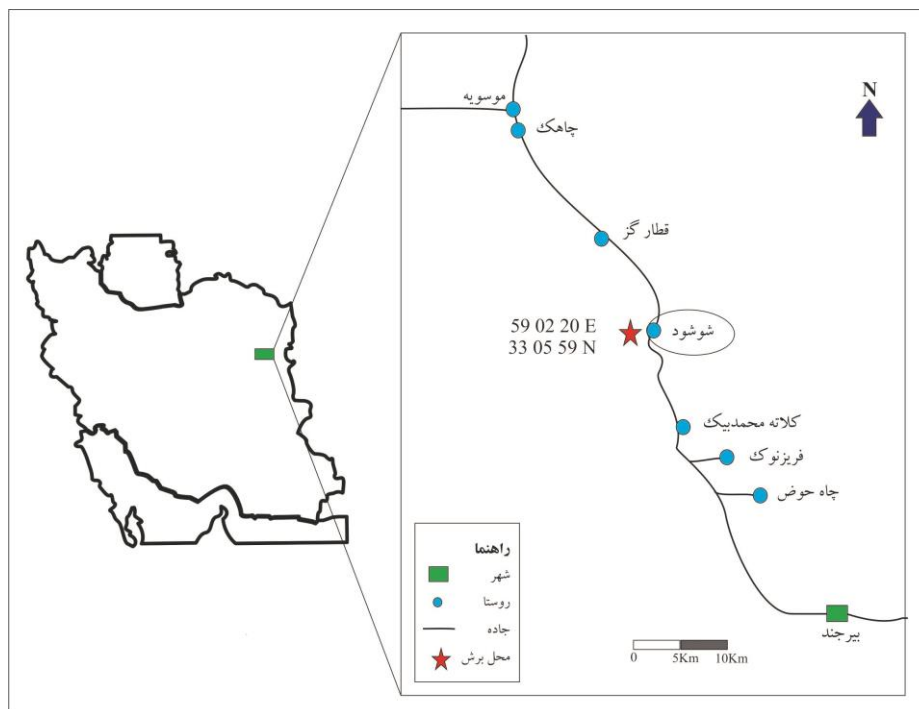 موسویه
چاهک
N
قطار گز
59 02 20 E
33 05 59 N
شوشود
کلاته محمدبیک
فریزنوک
چاه حوض
راهنما
شهر
روستا
جاده
محل برش
0 5Km 10Km
بیرجند